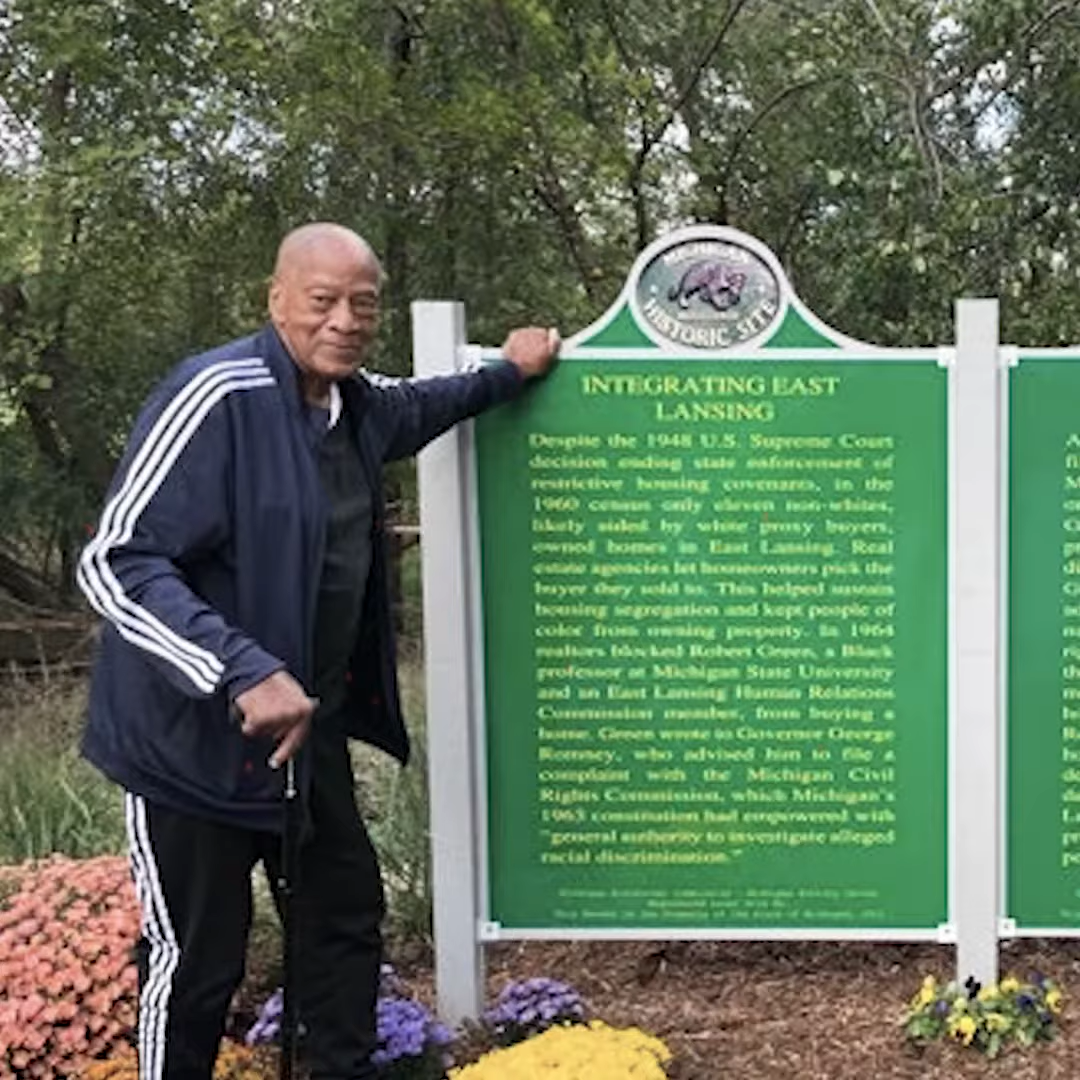 MICHIGAN
HISTORIC SITE
INTEGRATING EAST
LANSING
Despite the 1948 U.S. Supreme Court
decision ending state enforcement of
restrictive housing covenants, in the
1960 census only eleven non-whites,
likely aided by white proxy buyers,
owned homes in East Lansing. Real
estate agencies let homeowners pick the
buyer they sold to. This helped sustain
housing segregation and kept people of
color from owning property. In 1964
realtors blocked Robert Green, a Black
professor at Michigan State University
and an East Lansing Human Relations
Commission member, from buying a
home. Green wrote to Governor George
Romney, who advised him to file a
complaint with the Michigan Civil
Rights Commission, which Michigan's
1963 constitution had empowered with
"general authority to investigate alleged
racial discrimination."